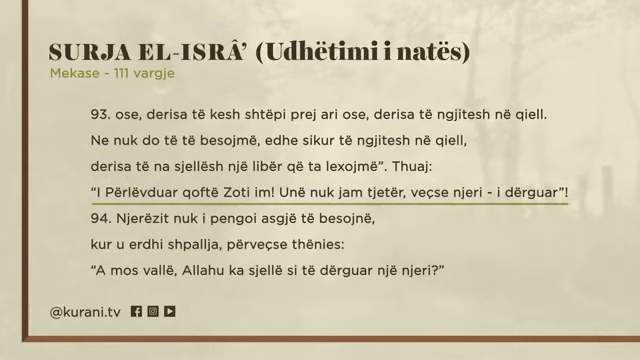 SURJA EL-ISRÂ’ (Udhëtimi i natës)
Mekase - 111 vargje
93. ose, derisa të kesh shtëpi prej ari ose, derisa të ngjitesh në qiell.
Ne nuk do të të besojmë, edhe sikur të ngjitesh në qiell,
derisa të na sjellësh një libër që ta lexojmë”. Thuaj:
“I Përlëvduar qoftë Zoti im! Unë nuk jam tjetër, veçse njeri - i dërguar”!
94. Njerëzit nuk i pengoi asgjë të besojnë,
kur u erdhi shpallja, përveçse thënies:
“A mos vallë, Allahu ka sjellë si të dërguar një njeri?”
@kurani.tv